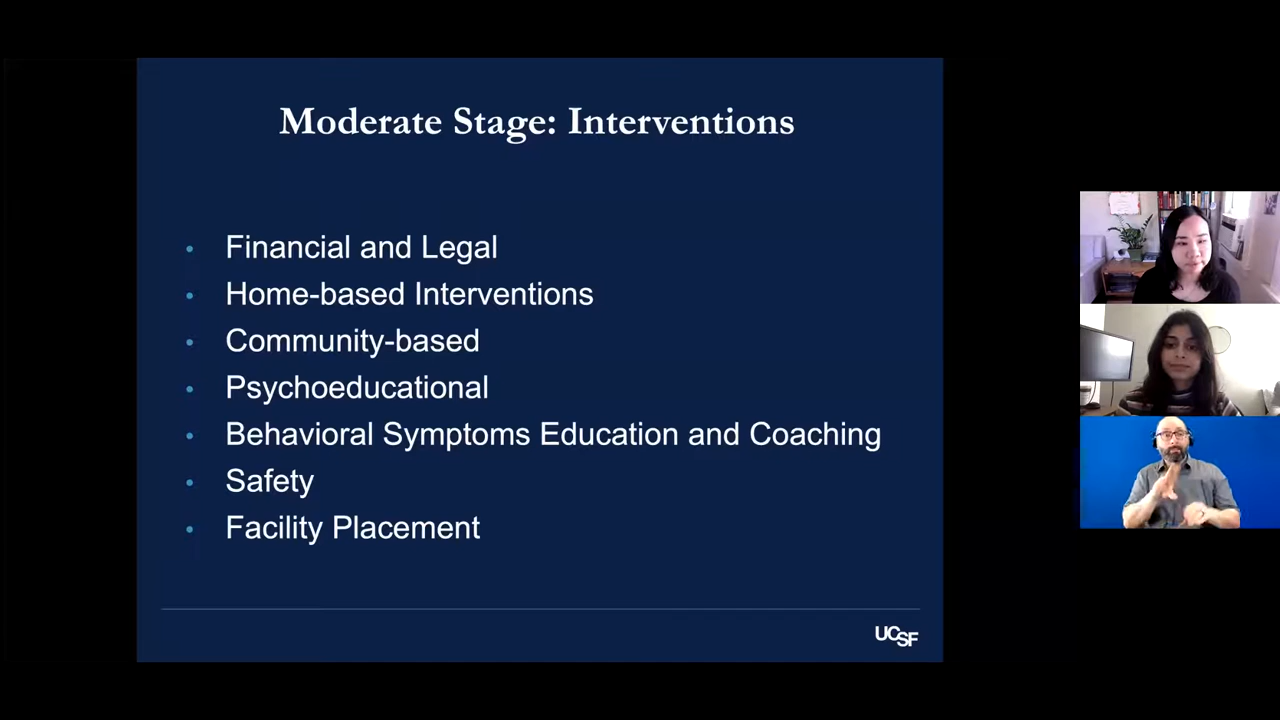 Moderate Stage: Interventions
• Financial and Legal
• Home-based Interventions
• Community-based
• Psychoeducational
• Behavioral Symptoms Education and Coaching
• Safety
• Facility Placement
UCSF